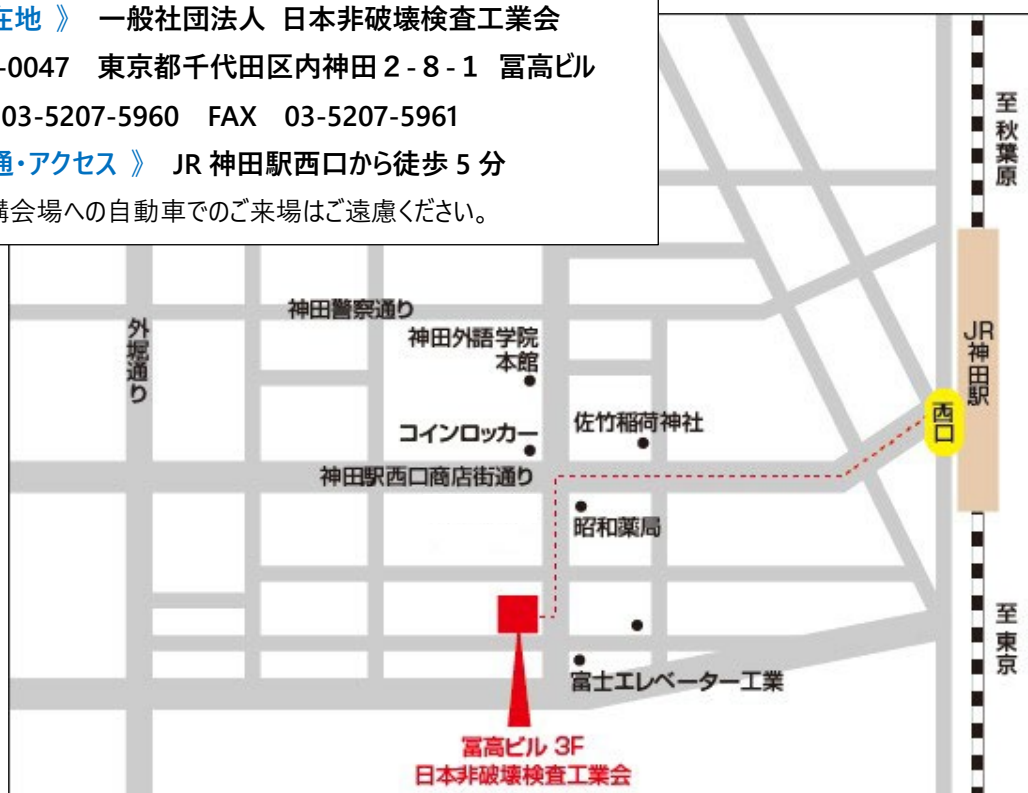 在地 》 一般社団法人 日本非破壊検査工業会
-0047 東京都千代田区内神田２-８-１ 冨高ビル
03-5207-5960 FAX 03-5207-5961
通・アクセス 》 JR 神田駅西口から徒歩 5 分
講会場への自動車でのご来場はご遠慮ください。
至秋葉原
神田警察通り
外堀通り
神田外語学院
本館
JR神田駅
西口
コインロッカー
佐竹稲荷神社
神田駅西口商店街通り
昭和薬局
至東京
富士エレベーター工業
冨高ビル 3F
日本非破壊検査工業会